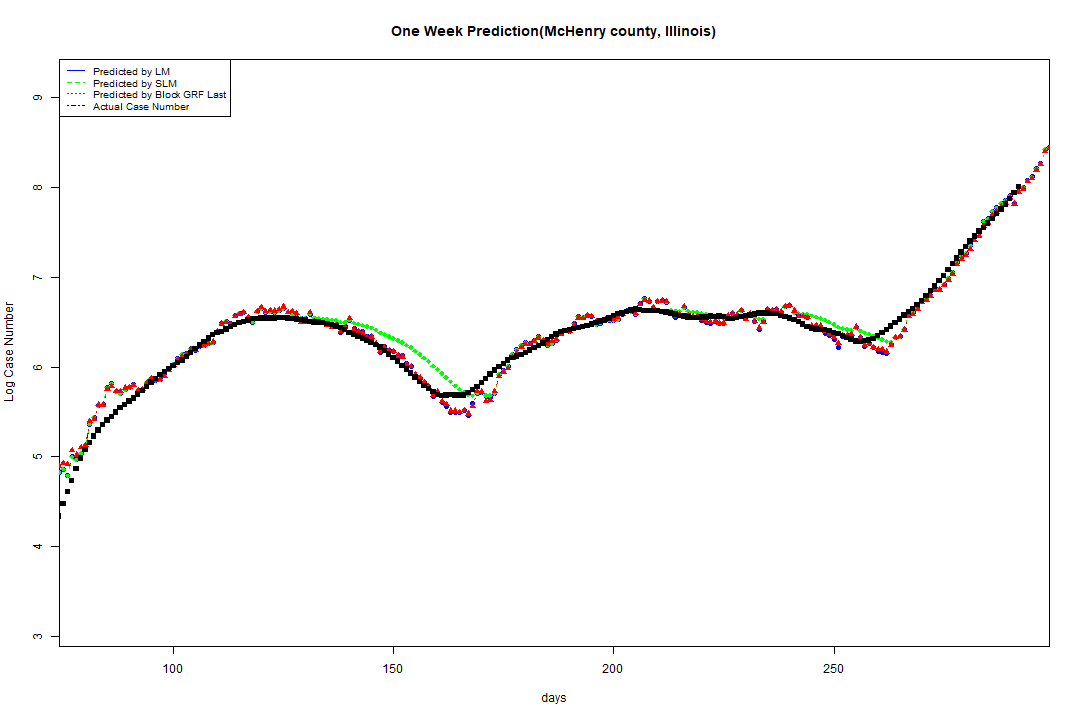 One Week Prediction(McHenry county, Illinois)
Predicted by LM
Predicted by SLM
Predicted by Block GRF Last
Actual Case Number
9
8
7
6
5
4
3
Log Case Number
100 150 200 250
days